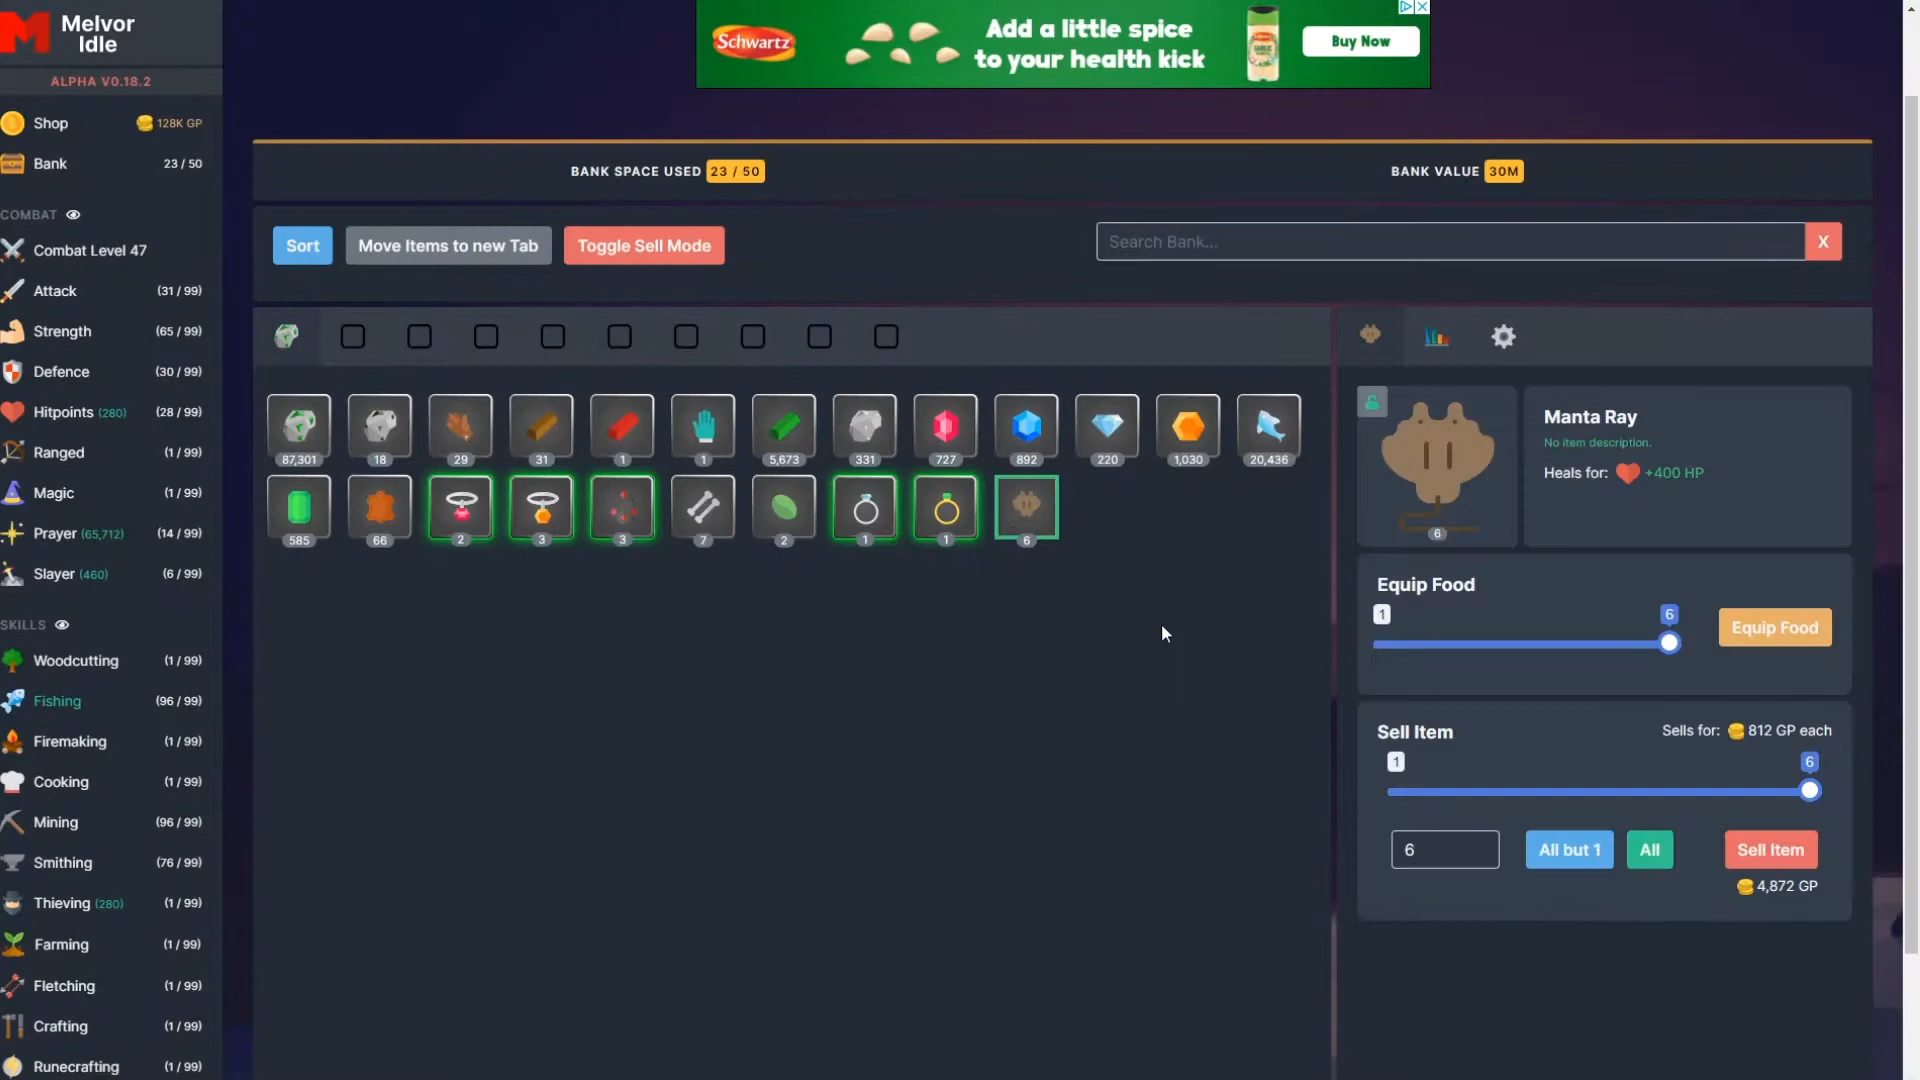 Melvor
Idle
ALPHA V0.18.2
Schwartz
Add a little spice
to your health kick
Buy Now
Shop 128K GP
Bank 23 / 50
COMBAT
Combat Level 47
Attack (31 / 99)
Strength (65 / 99)
Defence (30 / 99)
Hitpoints (280) (28 / 99)
Ranged (1 / 99)
Magic (1 / 99)
Prayer (65,712) (14 / 99)
Slayer (460) (6 / 99)
SKILLS
Woodcutting (1 / 99)
Fishing (96 / 99)
Firemaking (1 / 99)
Cooking (1 / 99)
Mining (96 / 99)
Smithing (76 / 99)
Thieving (280) (1 / 99)
Farming (1 / 99)
Fletching (1 / 99)
Crafting (1 / 99)
Runecrafting (1 / 99)
BANK SPACE USED 23 / 50
BANK VALUE 30M
Sort Move Items to new Tab Toggle Sell Mode
Search Bank... X
87,301 18 29 31 1 1 5,673 331 727 892 220 1,030 20,436
585 66 2 3 3 7 2 1 1 6
6
Manta Ray
No item description.
Heals for: +400 HP
Equip Food
1 6
Equip Food
Sell Item Sells for: 812 GP each
1 6
6 All but 1 All Sell Item
4,872 GP